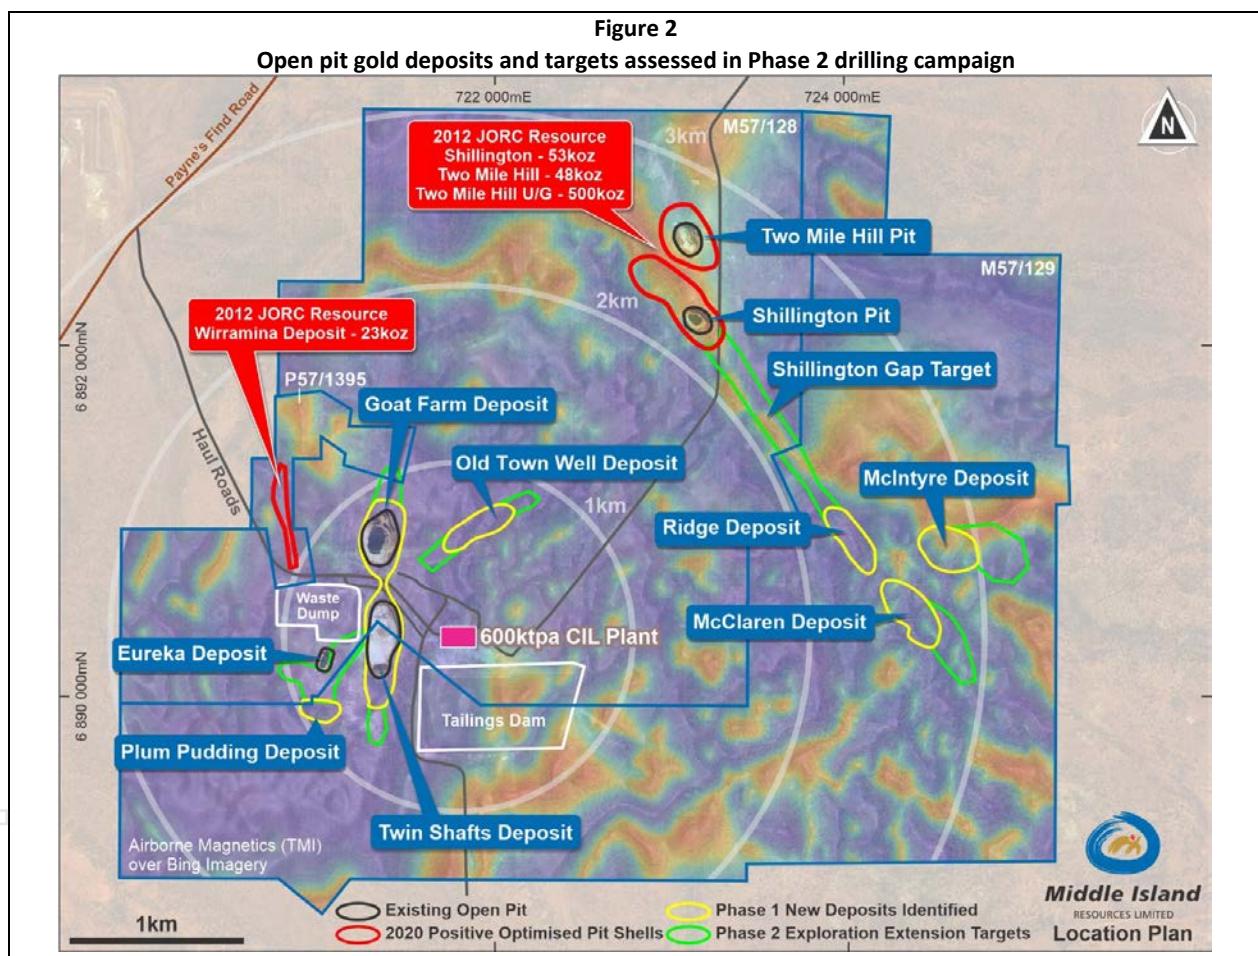 Figure 2
Open pit gold deposits and targets assessed in Phase 2 drilling campaign
722 000mE
724 000mE
Payne's Find Road
N
2012 JORC Resource
Shillington - 53koz
Two Mile Hill - 48koz
Two Mile Hill U/G - 500koz
3km
M57/128
Two Mile Hill Pit
M57/129
2km
Shillington Pit
2012 JORC Resource
Wirramina Deposit - 23koz
6 892 000mN
Shillington Gap Target
P57/1395
Goat Farm Deposit
Haul Roads
Old Town Well Deposit
McIntyre Deposit
1km
Ridge Deposit
Waste
Dump
McClaren Deposit
600ktpa CIL Plant
Eureka Deposit
6 890 000mN
Tailings Dam
Plum Pudding Deposit
Twin Shafts Deposit
Airborne Magnetics (TMI)
over Bing Imagery
Middle Island
RESOURCES LIMITED
Location Plan
1km
Existing Open Pit
Phase 1 New Deposits Identified
2020 Positive Optimised Pit Shells
Phase 2 Exploration Extension Targets